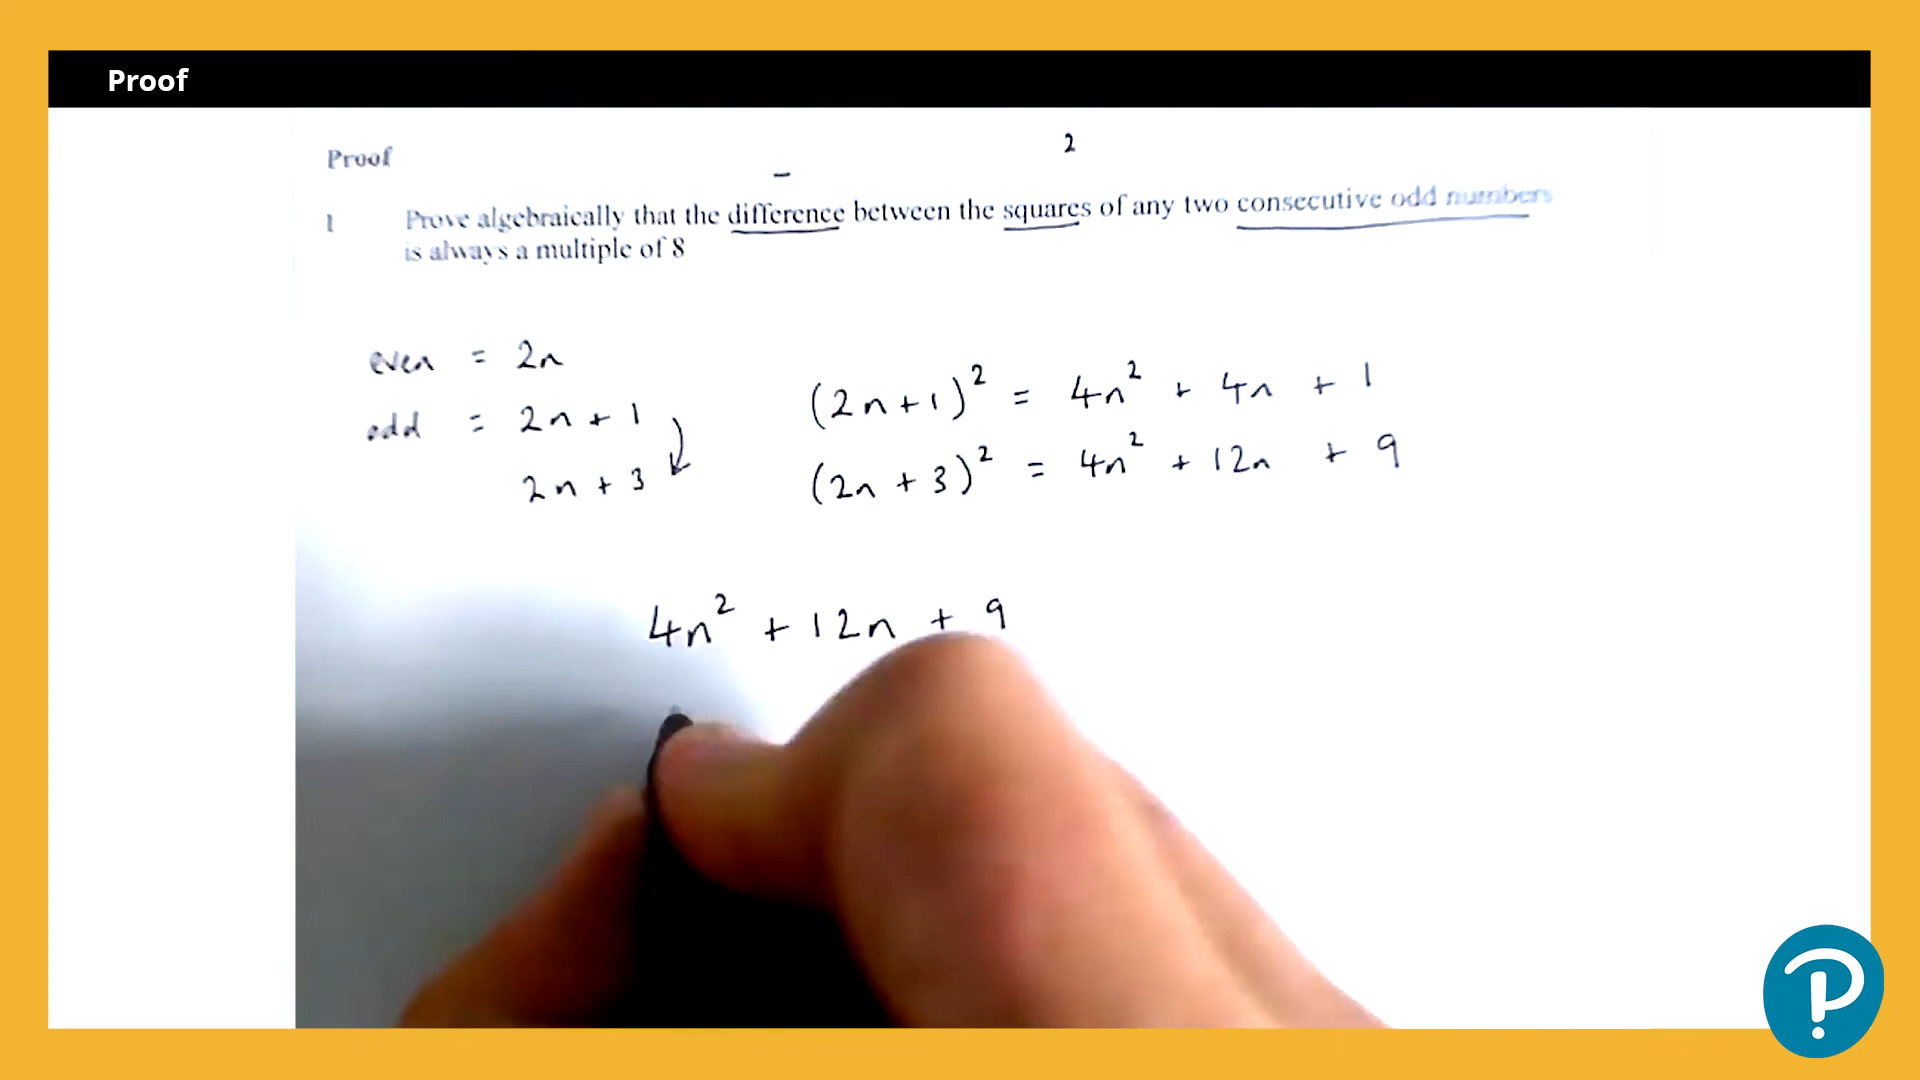 Proof
Proof
−
2
1 Prove algebraically that the difference between the squares of any two consecutive odd numbers
is always a multiple of 8
even = 2n
odd = 2n + 1
2n + 3
(2n+1)² = 4n² + 4n + 1
(2n + 3)² = 4n² + 12n + 9
4n² + 12n + 9
P